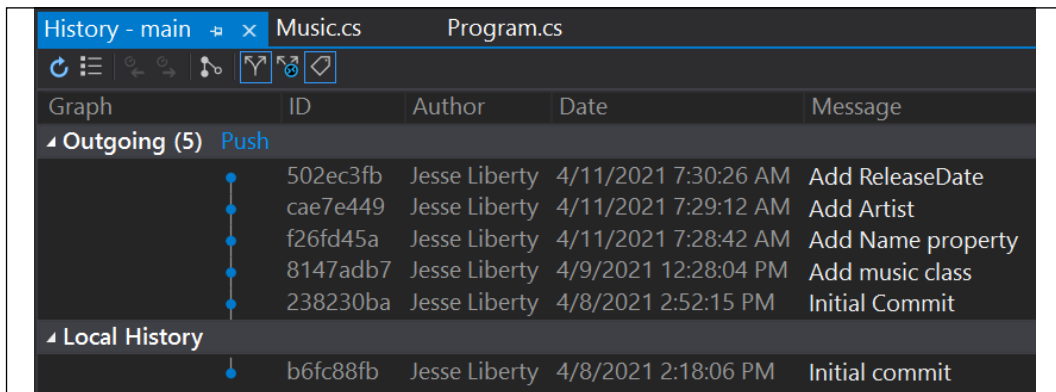 History - main Music.cs Program.cs
Graph ID Author Date Message
Outgoing (5) Push
502ec3fb Jesse Liberty 4/11/2021 7:30:26 AM Add ReleaseDate
cae7e449 Jesse Liberty 4/11/2021 7:29:12 AM Add Artist
f26fd45a Jesse Liberty 4/11/2021 7:28:42 AM Add Name property
8147adb7 Jesse Liberty 4/9/2021 12:28:04 PM Add music class
238230ba Jesse Liberty 4/8/2021 2:52:15 PM Initial Commit
Local History
b6fc88fb Jesse Liberty 4/8/2021 2:18:06 PM Initial commit